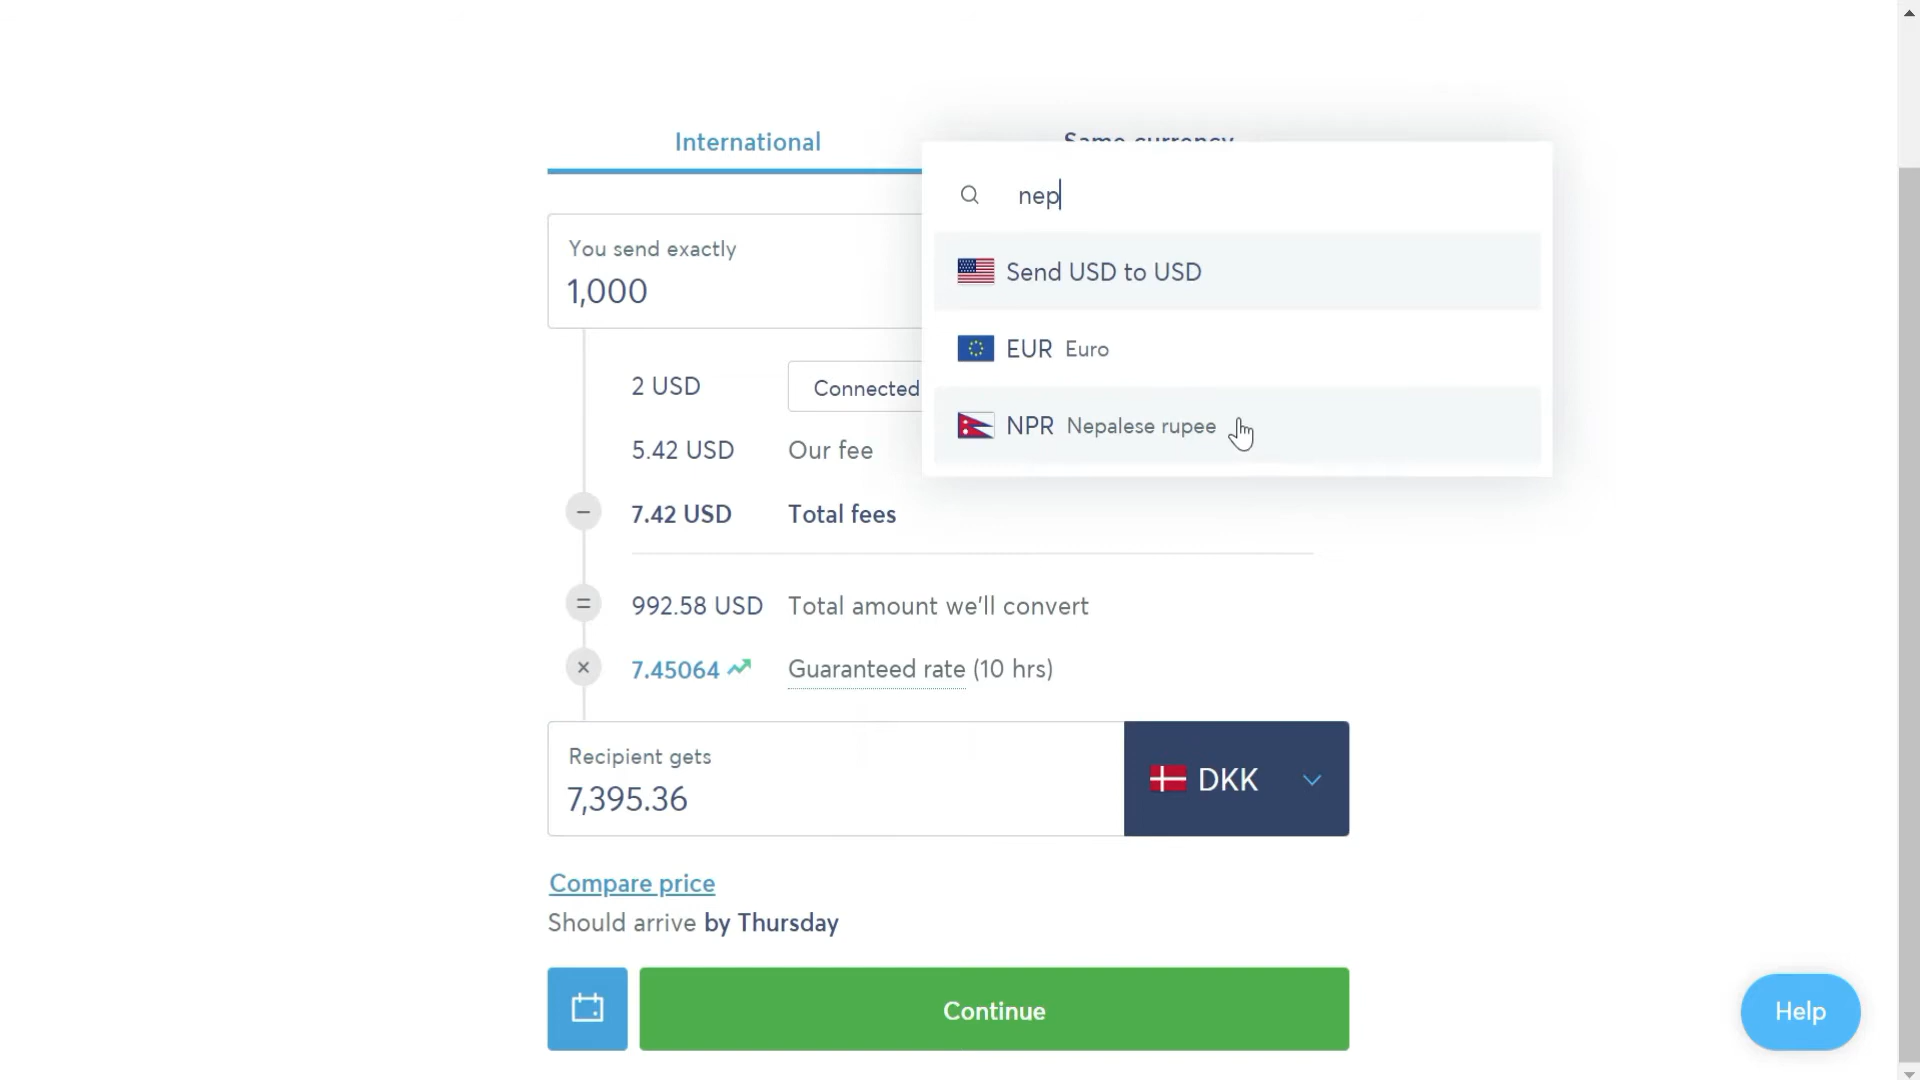 International
Same currency
nep
You send exactly
1,000
Send USD to USD
EUR Euro
NPR Nepalese rupee
2 USD Connected
5.42 USD Our fee
7.42 USD Total fees
992.58 USD Total amount we'll convert
7.45064 Guaranteed rate (10 hrs)
Recipient gets
7,395.36
DKK
Compare price
Should arrive by Thursday
Continue
Help